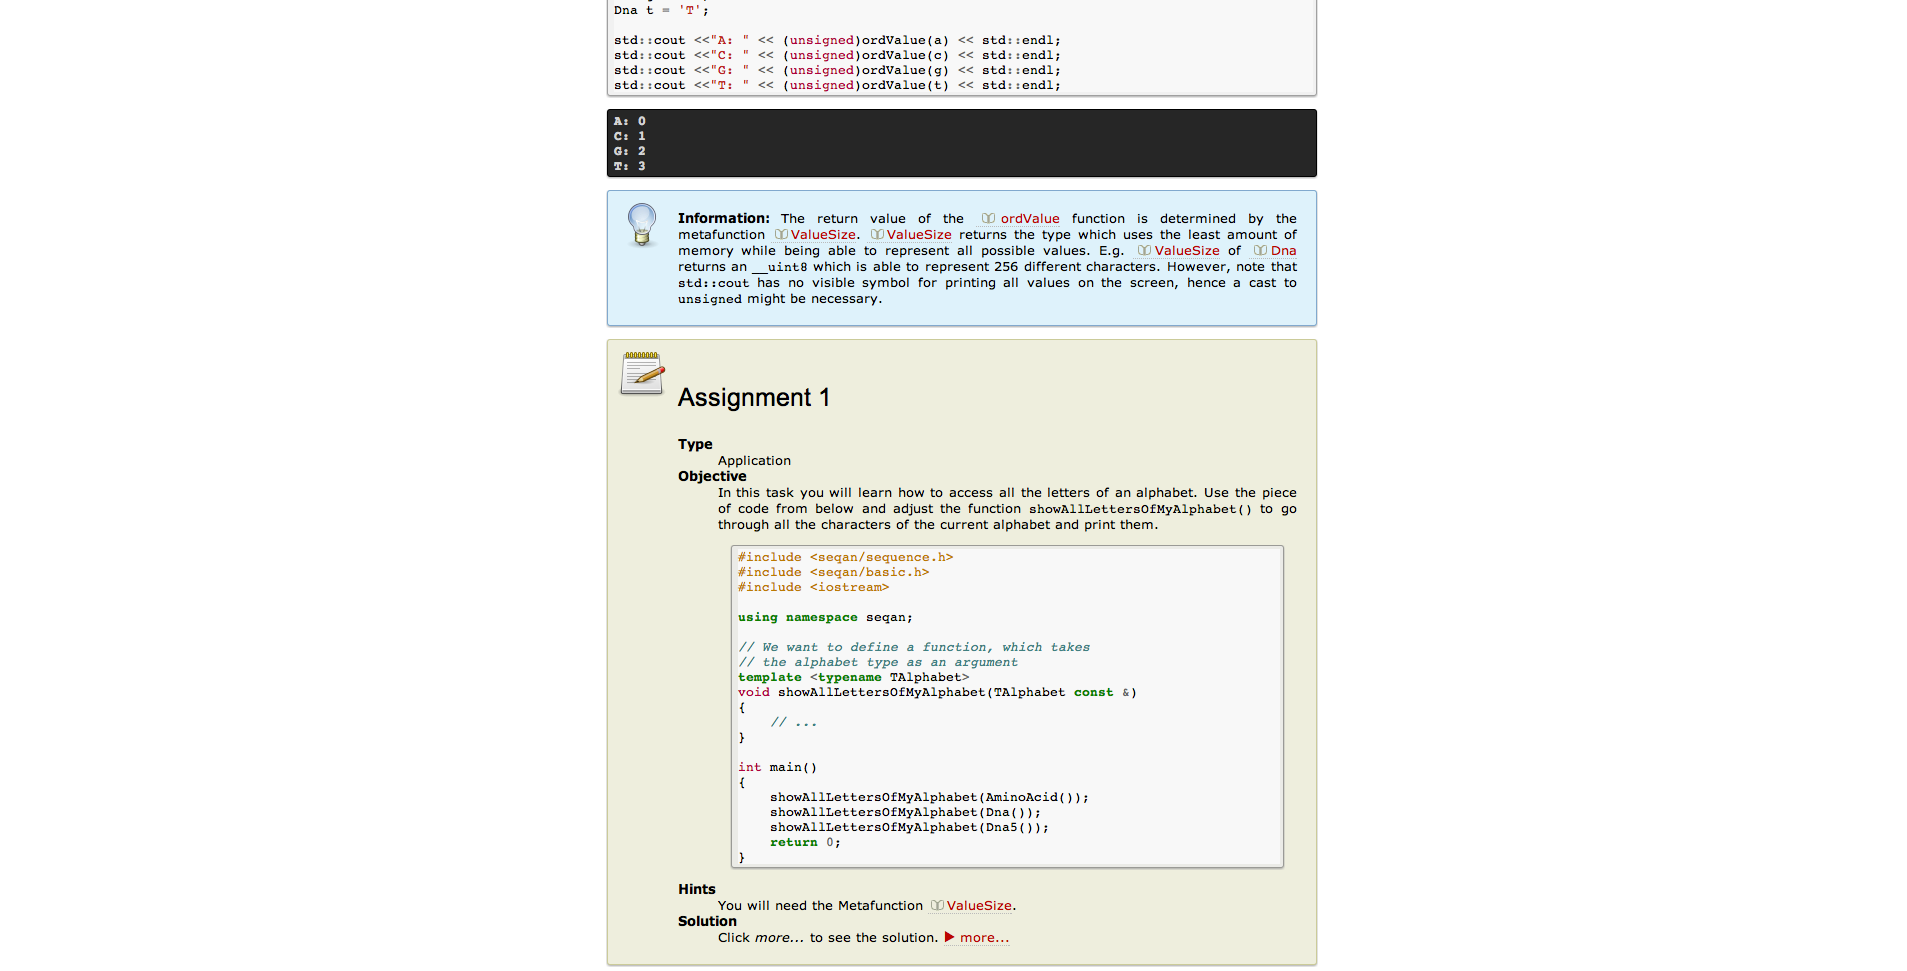 Dna t = 'T';
std::cout <<"A: " << (unsigned)ordValue(a) << std::endl;
std::cout <<"C: " << (unsigned)ordValue(c) << std::endl;
std::cout <<"G: " << (unsigned)ordValue(g) << std::endl;
std::cout <<"T: " << (unsigned)ordValue(t) << std::endl;
A: 0
C: 1
G: 2
T: 3
Information: The return value of the ordValue function is determined by the
metafunction ValueSize. ValueSize returns the type which uses the least amount of
memory while being able to represent all possible values. E.g. ValueSize of Dna
returns an __uint8 which is able to represent 256 different characters. However, note that
std::cout has no visible symbol for printing all values on the screen, hence a cast to
unsigned might be necessary.
Assignment 1
Type
Application
Objective
In this task you will learn how to access all the letters of an alphabet. Use the piece
of code from below and adjust the function showAllLettersOfMyAlphabet() to go
through all the characters of the current alphabet and print them.
#include <seqan/sequence.h>
#include <seqan/basic.h>
#include <iostream>
using namespace seqan;
// We want to define a function, which takes
// the alphabet type as an argument
template <typename TAlphabet>
void showAllLettersOfMyAlphabet(TAlphabet const &)
{
// ...
}
int main()
{
showAllLettersOfMyAlphabet(AminoAcid());
showAllLettersOfMyAlphabet(Dna());
showAllLettersOfMyAlphabet(Dna5());
return 0;
}
Hints
You will need the Metafunction ValueSize.
Solution
Click more... to see the solution. more...